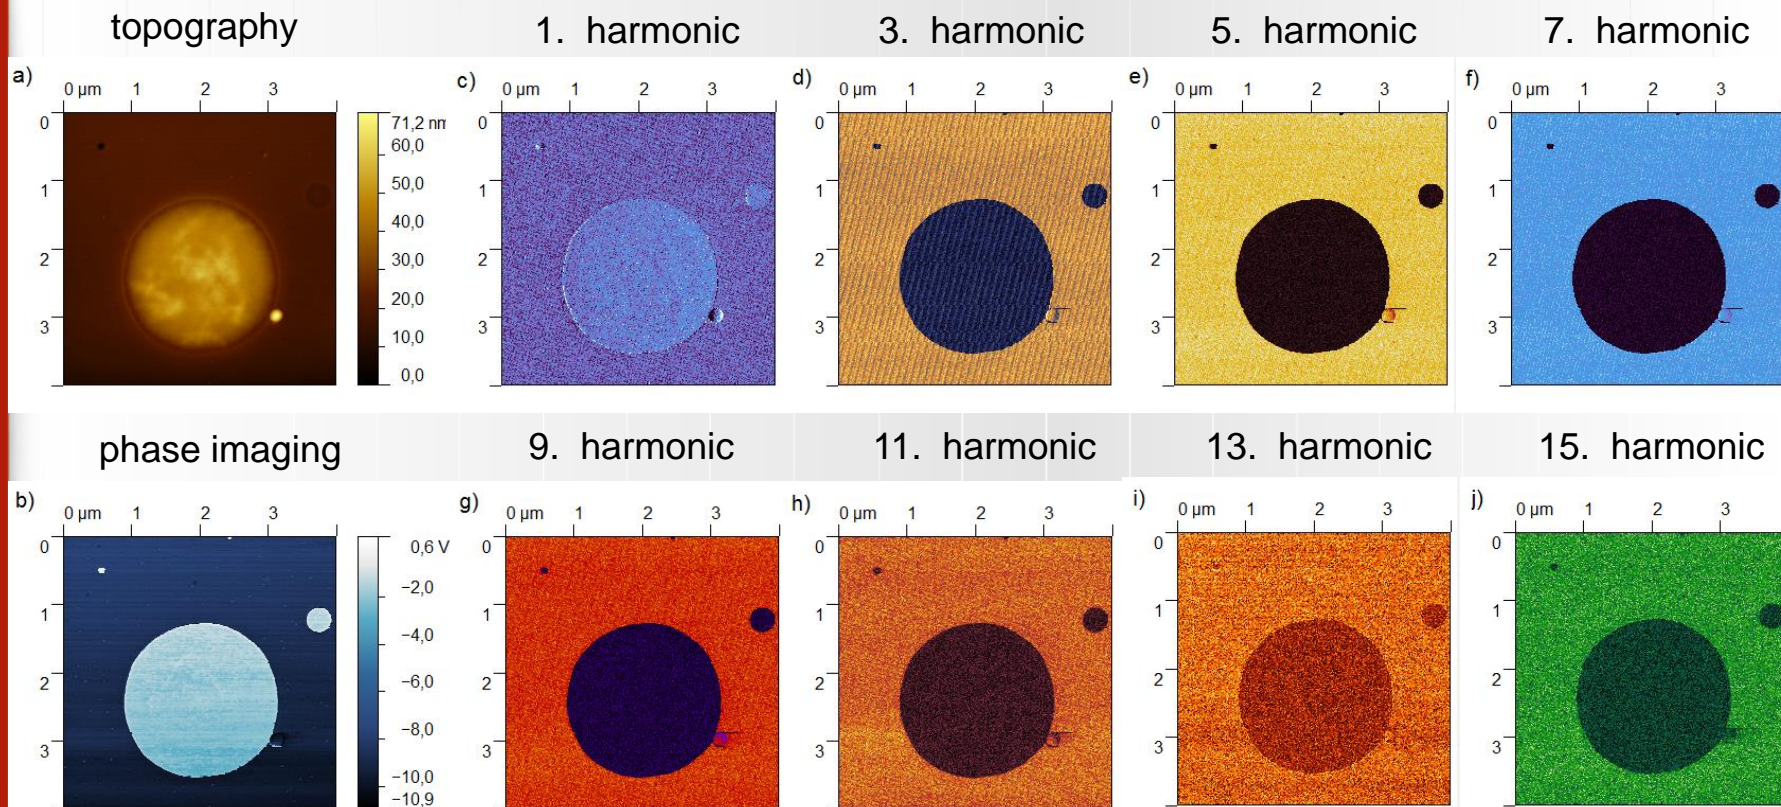 topography 1. harmonic 3. harmonic 5. harmonic 7. harmonic
a) c) d) e) f)
0 µm 1 2 3 0 µm 1 2 3 0 µm 1 2 3 0 µm 1 2 3 0 µm 1 2 3
0 71,2 nm 0 0 0 0
60,0
1 50,0 1 1 1 1
40,0
2 30,0 2 2 2 2
20,0
3 10,0 3 3 3 3
0,0
phase imaging 9. harmonic 11. harmonic 13. harmonic 15. harmonic
b) g) h) i) j)
0 µm 1 2 3 0 µm 1 2 3 0 µm 1 2 3 0 µm 1 2 3 0 µm 1 2 3
0 0,6 V 0 0 0 0
−2,0
1 −4,0 1 1 1 1
2 −6,0 2 2 2 2
−8,0
3 −10,0 3 3 3 3
−10,9